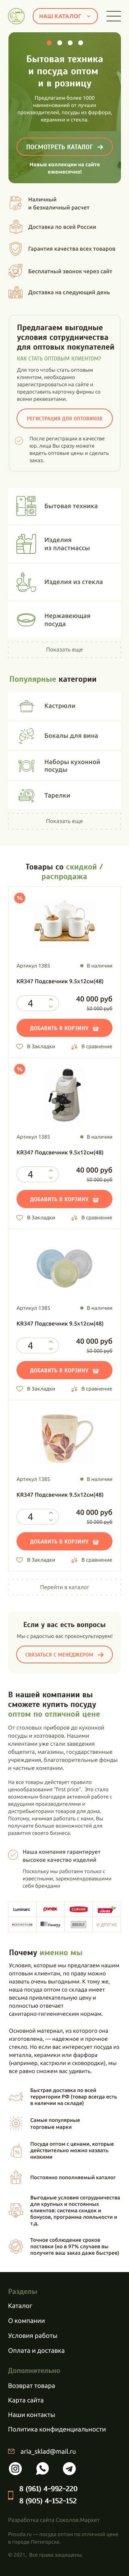 НАШ КАТАЛОГ
Бытовая техника
и посуда оптом
и в розницу
Предлагаем более 1000
наименований от лучших
производителей, посуды из фарфора,
керамики и стекла.
ПОСМОТРЕТЬ КАТАЛОГ
Новые коллекции на сайте
ежемесячно!
Наличный
и безналичный расчет
Доставка по всей России
Гарантия качества всех товаров
Бесплатный звонок через сайт
Доставка на следующий день
Предлагаем выгодные
условия сотрудничества
для оптовых покупателей
КАК СТАТЬ ОПТОВЫМ КЛИЕНТОМ?
Для того чтобы стать оптовым
клиентом, необходимо
зарегистрироваться на сайте и
предоставить карточку фирмы со
всеми реквизитами.
РЕГИСТРАЦИЯ ДЛЯ ОПТОВИКОВ
После регистрации в качестве
юр. лица Вы сразу можете
видеть оптовые цены и сделать
заказ.
Бытовая техника
Изделия
из пластмассы
Изделия из стекла
Нержавеющая
посуда
Показать еще
Популярные категории
Кастрюли
Бокалы для вина
Наборы кухонной
посуды
Тарелки
Показать еще
Товары со скидкой /
распродажа
%
Артикул 1385
В наличии
KR347 Подсвечник 9.5х12см(48)
4
40 000 руб
50 000 руб
ДОБАВИТЬ В КОРЗИНУ
В Закладки
В сравнение
%
Артикул 1385
В наличии
KR347 Подсвечник 9.5х12см(48)
4
40 000 руб
50 000 руб
ДОБАВИТЬ В КОРЗИНУ
В Закладки
В сравнение
Артикул 1385
В наличии
KR347 Подсвечник 9.5х12см(48)
4
40 000 руб
50 000 руб
ДОБАВИТЬ В КОРЗИНУ
В Закладки
В сравнение
Артикул 1385
В наличии
KR347 Подсвечник 9.5х12см(48)
4
40 000 руб
50 000 руб
ДОБАВИТЬ В КОРЗИНУ
В Закладки
В сравнение
Перейти в каталог
Если у вас есть вопросы
Мы с радостью вас проконсультируем!
СВЯЗАТЬСЯ С МЕНЕДЖЕРОМ
В нашей компании вы
сможете купить посуду
оптом по отличной цене
От столовых приборов до кухонной
посуды и хозтоваров. Нашими
клиентами уже стали заведения
общепита, магазины, государственные
учреждения, благотворительные фонды
и частные компании.
На все товары действует правило
ценообразования "first price". Это стало
возможным благодаря активной работе с
ведущими производителями и
дистрибьюторами товаров для дома.
Поэтому, начиная работать с нами, Вы
получаете больше возможностей для
развития своего бизнеса.
Наша компания гарантирует
высокое качество изделий
Поскольку мы работаем только с
известными, зарекомендовавшими
себя брендами
Luminarc
Почему именно мы
Условия, которые мы предлагаем нашим
оптовым клиентам, по праву можно
назвать очень выгодными. К тому же,
наша посуда оптом со склада имеет
весьма привлекательную цену и
полностью отвечает
санитарно-гигиеническим нормам.
Основной материал, из которого она
изготовлена, — надежное и прочное
стекло. Но если вас интересует посуда из
металла, керамики или фарфора
(например, кастрюли и сковородки), мы
все равно сможем вас удивить.
Быстрая доставка по всей
территории РФ (товар всегда есть
в наличии на складе)
Самые популярные
торговые марки
Посуда оптом с ценами, которые
действительно можно назвать
низкими
Постоянно пополняемый каталог
Выгодные условия сотрудничества
для крупных и постоянных
клиентов: система скидок и
бонусов, программа лояльности и
т.д.
Точное соблюдение сроков
поставки (но в 97% случаев вы
получите ваш заказ даже быстрее)
Разделы
Каталог
О компании
Условия работы
Оплата и доставка
Дополнительно
Возврат товара
Карта сайта
Наши контакты
Политика конфиденциальности
aria_sklad@mail.ru
8 (961) 4-992-220
8 (905) 4-152-152
Разработка сайта Соколов.Маркет
Posuda.ru — посуда оптом по отличной цене
в городе Пятигорске.
© 2021, Все права защищены.